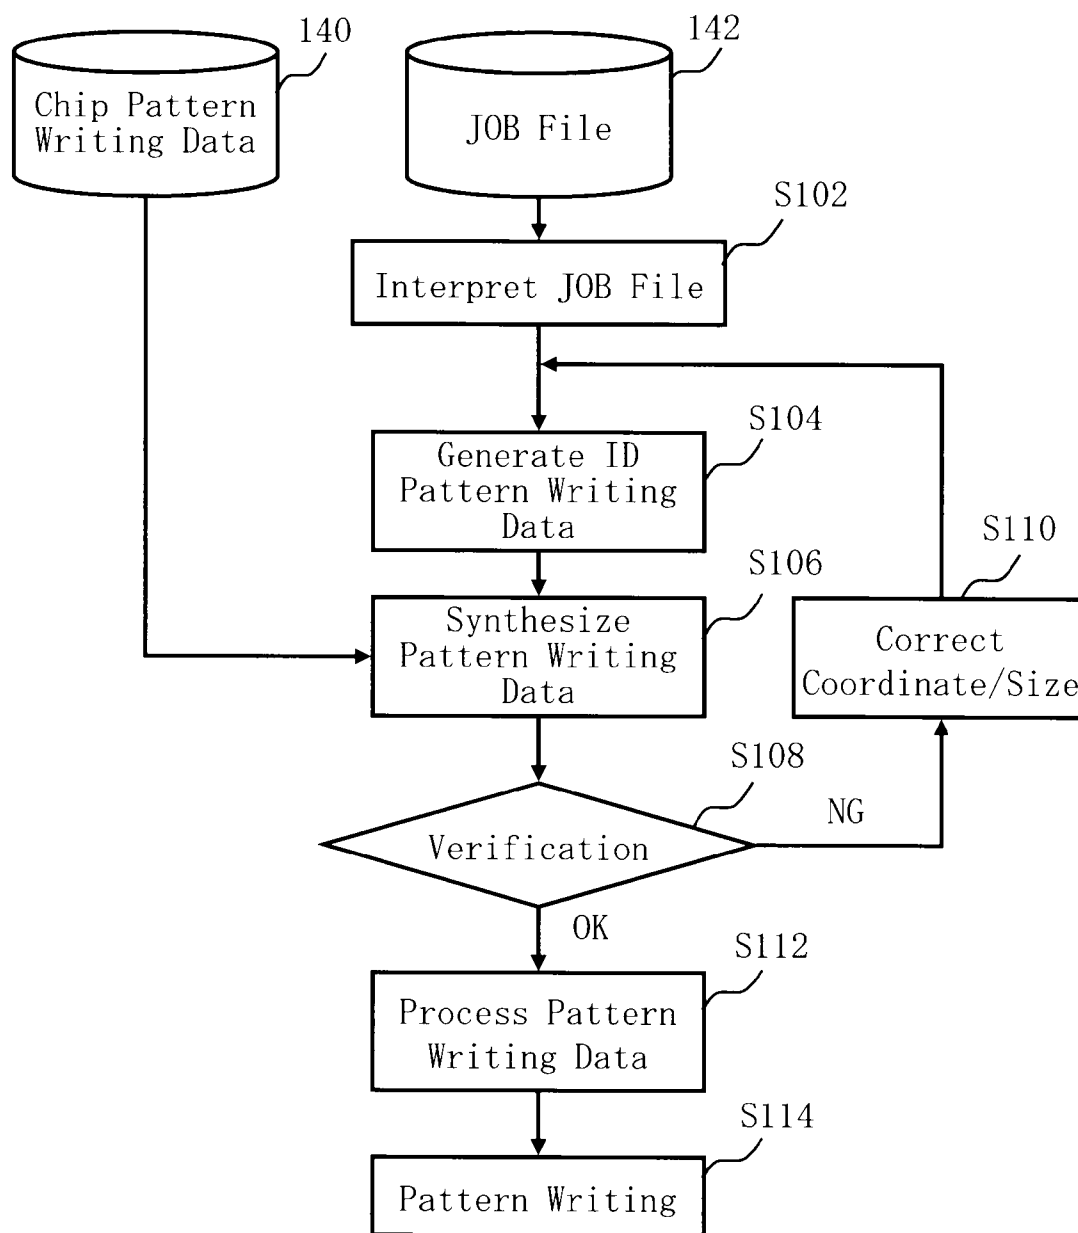 140
142
Chip Pattern
Writing Data
JOB File
S102
Interpret JOB File
S104
Generate ID
Pattern Writing
Data
S106
Synthesize
Pattern Writing
Data
S110
Correct
Coordinate/Size
S108
Verification
NG
OK
S112
Process Pattern
Writing Data
S114
Pattern Writing